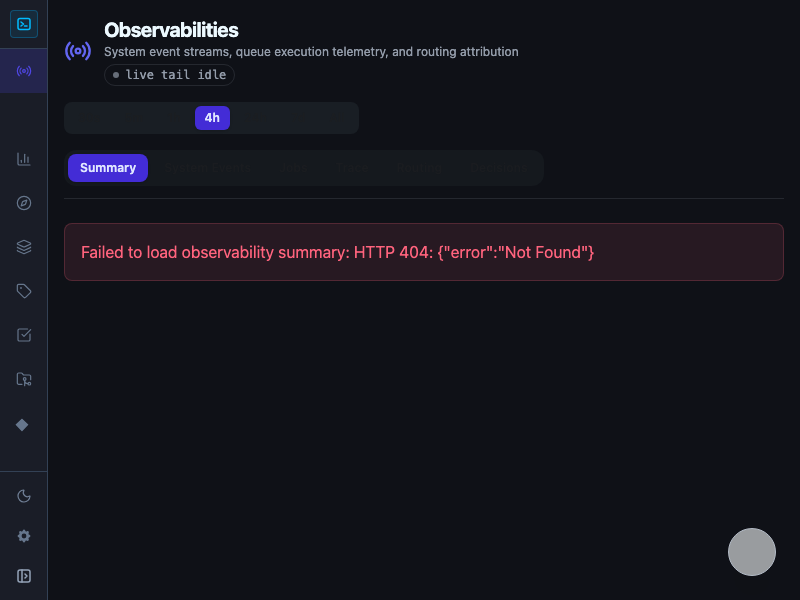 Observabilities
System event streams, queue execution telemetry, and routing attribution
live tail idle
4h
Summary
Failed to load observability summary: HTTP 404: {"error":"Not Found"}